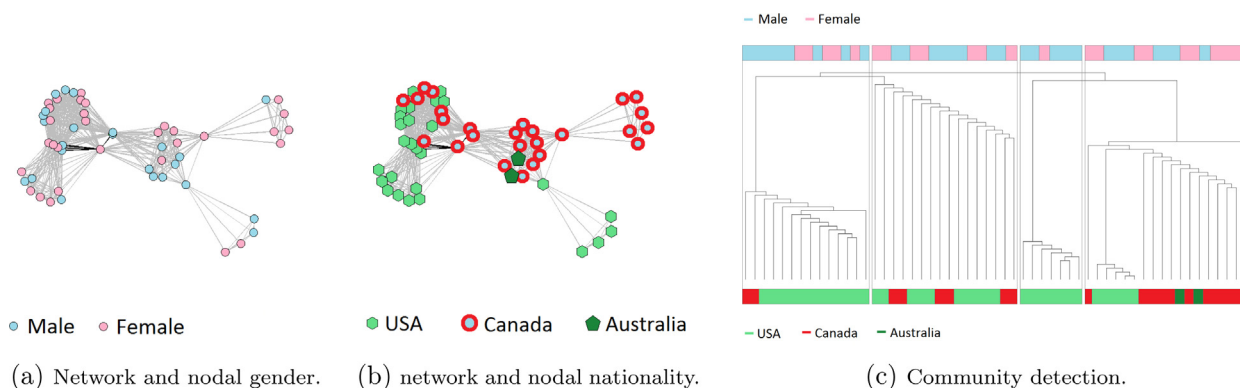 Male Female
Male Female
USA Canada Australia
USA Canada Australia
(a) Network and nodal gender.
(b) network and nodal nationality.
(c) Community detection.